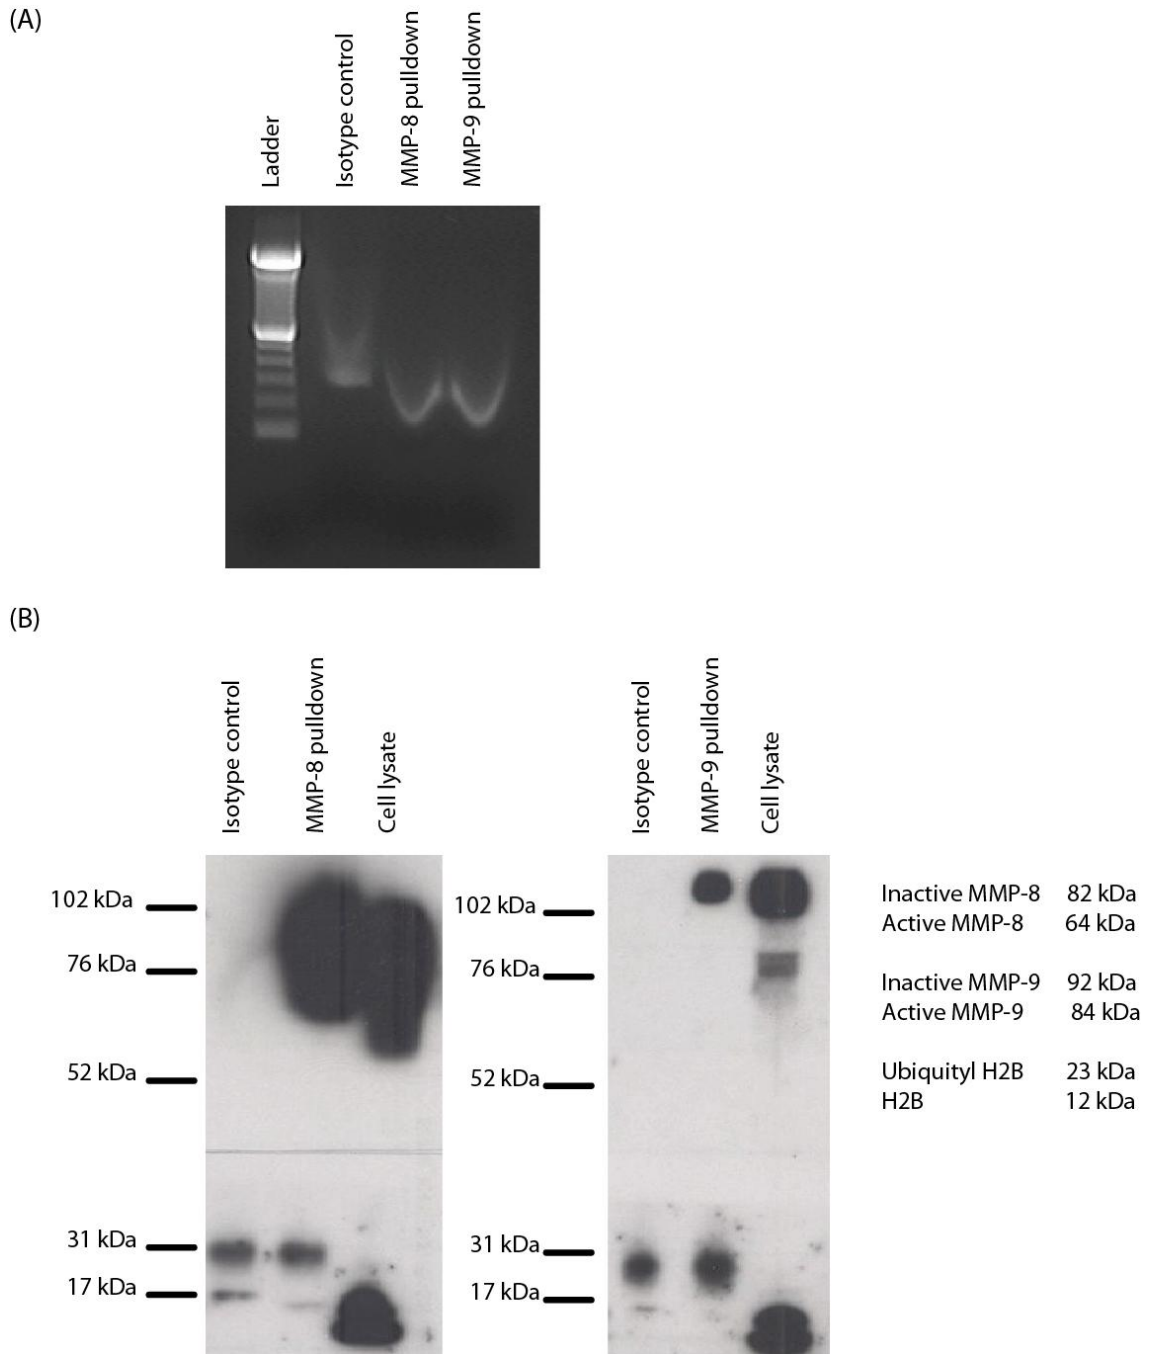 (A)
Ladder
Isotype control
MMP-8 pulldown
MMP-9 pulldown
(B)
Isotype control
MMP-8 pulldown
Cell lysate
102 kDa
76 kDa
52 kDa
31 kDa
17 kDa
Isotype control
MMP-9 pulldown
Cell lysate
102 kDa
76 kDa
52 kDa
31 kDa
17 kDa
Inactive MMP-8 82 kDa
Active MMP-8 64 kDa
Inactive MMP-9 92 kDa
Active MMP-9 84 kDa
Ubiquityl H2B 23 kDa
H2B 12 kDa